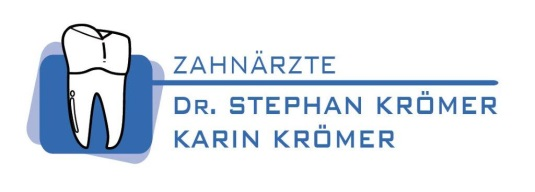 ZAHNÄRZTE
DR. STEPHAN KRÖMER
KARIN KRÖMER